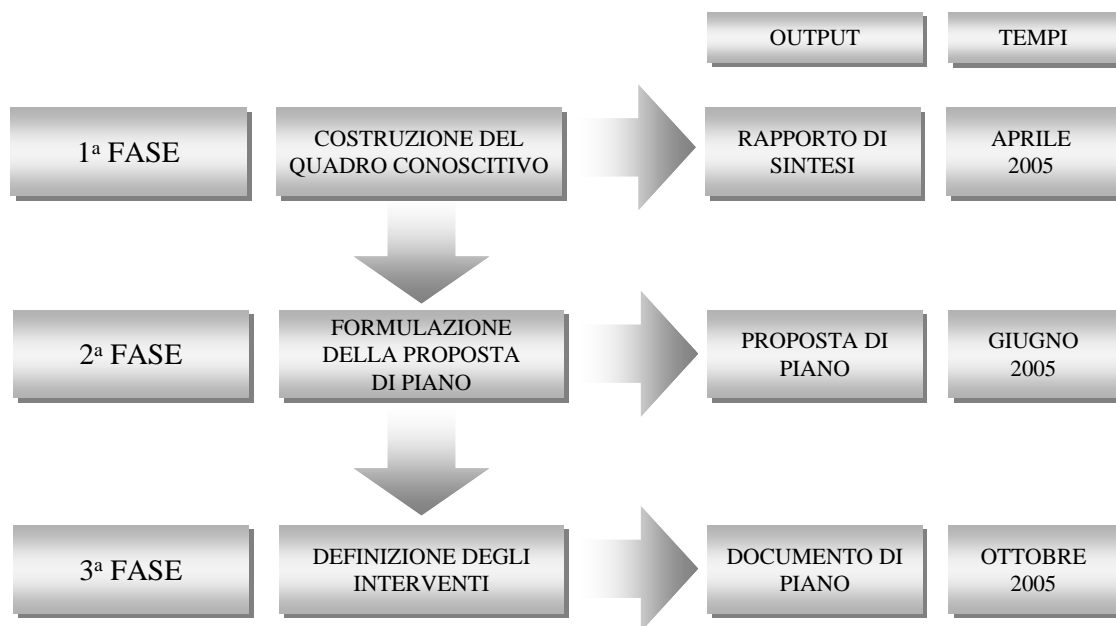 OUTPUT
TEMPI
1ª FASE
COSTRUZIONE DEL
QUADRO CONOSCITIVO
RAPPORTO DI
SINTESI
APRILE
2005
2ª FASE
FORMULAZIONE
DELLA PROPOSTA
DI PIANO
PROPOSTA DI
PIANO
GIUGNO
2005
3ª FASE
DEFINIZIONE DEGLI
INTERVENTI
DOCUMENTO DI
PIANO
OTTOBRE
2005